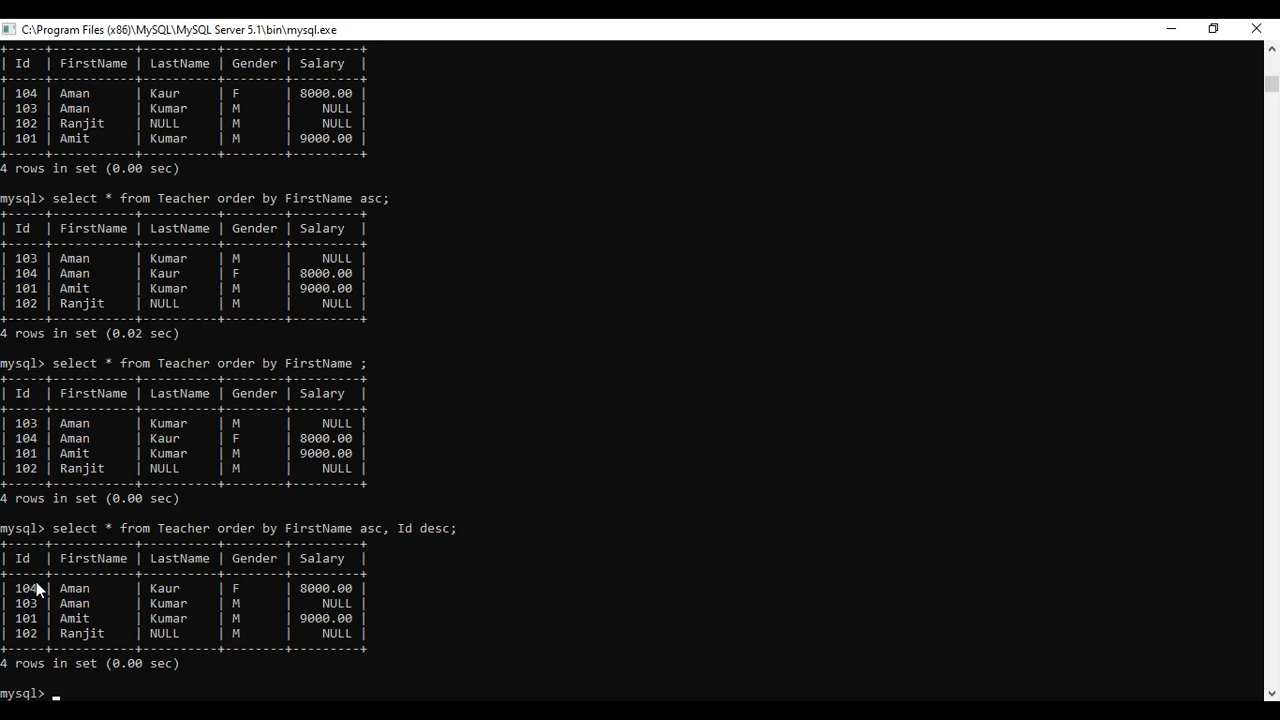 C:\Program Files (x86)\MySQL\MySQL Server 5.1\bin\mysql.exe
+-----+-----------+----------+--------+---------+
| Id  | FirstName | LastName | Gender | Salary  |
+-----+-----------+----------+--------+---------+
| 104 | Aman      | Kaur     | F      | 8000.00 |
| 103 | Aman      | Kumar    | M      |    NULL |
| 102 | Ranjit    | NULL     | M      |    NULL |
| 101 | Amit      | Kumar    | M      | 9000.00 |
+-----+-----------+----------+--------+---------+
4 rows in set (0.00 sec)
mysql> select * from Teacher order by FirstName asc;
+-----+-----------+----------+--------+---------+
| Id  | FirstName | LastName | Gender | Salary  |
+-----+-----------+----------+--------+---------+
| 103 | Aman      | Kumar    | M      |    NULL |
| 104 | Aman      | Kaur     | F      | 8000.00 |
| 101 | Amit      | Kumar    | M      | 9000.00 |
| 102 | Ranjit    | NULL     | M      |    NULL |
+-----+-----------+----------+--------+---------+
4 rows in set (0.02 sec)
mysql> select * from Teacher order by FirstName ;
+-----+-----------+----------+--------+---------+
| Id  | FirstName | LastName | Gender | Salary  |
+-----+-----------+----------+--------+---------+
| 103 | Aman      | Kumar    | M      |    NULL |
| 104 | Aman      | Kaur     | F      | 8000.00 |
| 101 | Amit      | Kumar    | M      | 9000.00 |
| 102 | Ranjit    | NULL     | M      |    NULL |
+-----+-----------+----------+--------+---------+
4 rows in set (0.00 sec)
mysql> select * from Teacher order by FirstName asc, Id desc;
+-----+-----------+----------+--------+---------+
| Id  | FirstName | LastName | Gender | Salary  |
+-----+-----------+----------+--------+---------+
| 104 | Aman      | Kaur     | F      | 8000.00 |
| 103 | Aman      | Kumar    | M      |    NULL |
| 101 | Amit      | Kumar    | M      | 9000.00 |
| 102 | Ranjit    | NULL     | M      |    NULL |
+-----+-----------+----------+--------+---------+
4 rows in set (0.00 sec)
mysql> _